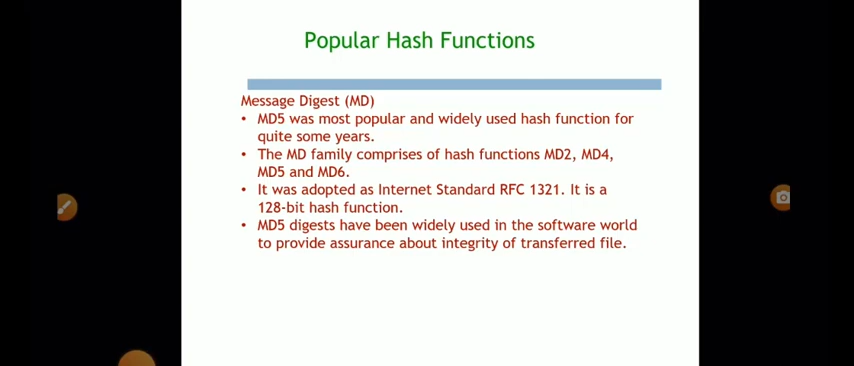 Popular Hash Functions
Message Digest (MD)
• MD5 was most popular and widely used hash function for
quite some years.
• The MD family comprises of hash functions MD2, MD4,
MD5 and MD6.
• It was adopted as Internet Standard RFC 1321. It is a
128-bit hash function.
• MD5 digests have been widely used in the software world
to provide assurance about integrity of transferred file.